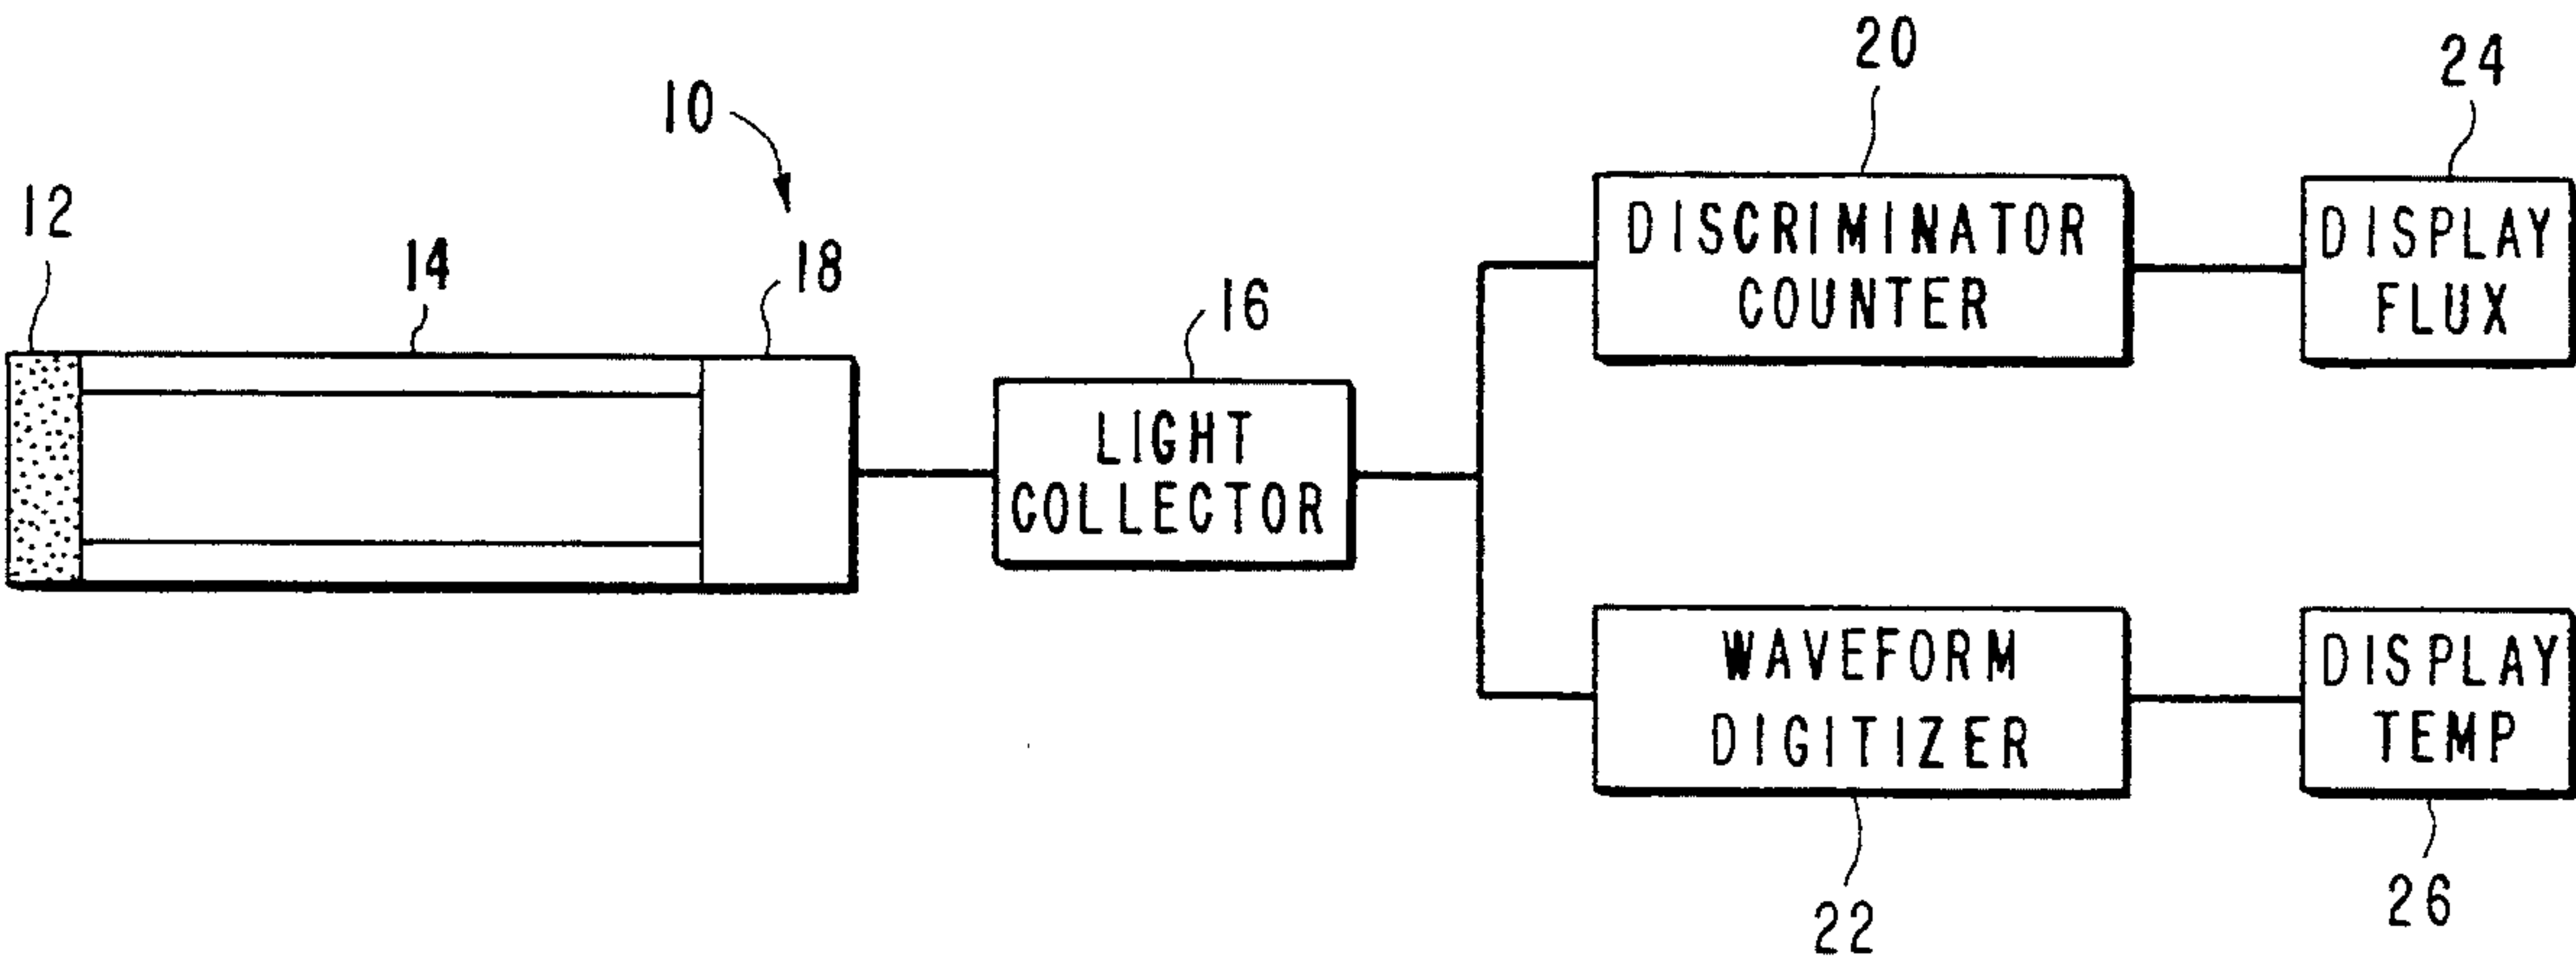 10
12
14
18
16
LIGHT
COLLECTOR
20
DISCRIMINATOR
COUNTER
24
DISPLAY
FLUX
WAVEFORM
DIGITIZER
22
DISPLAY
TEMP
26